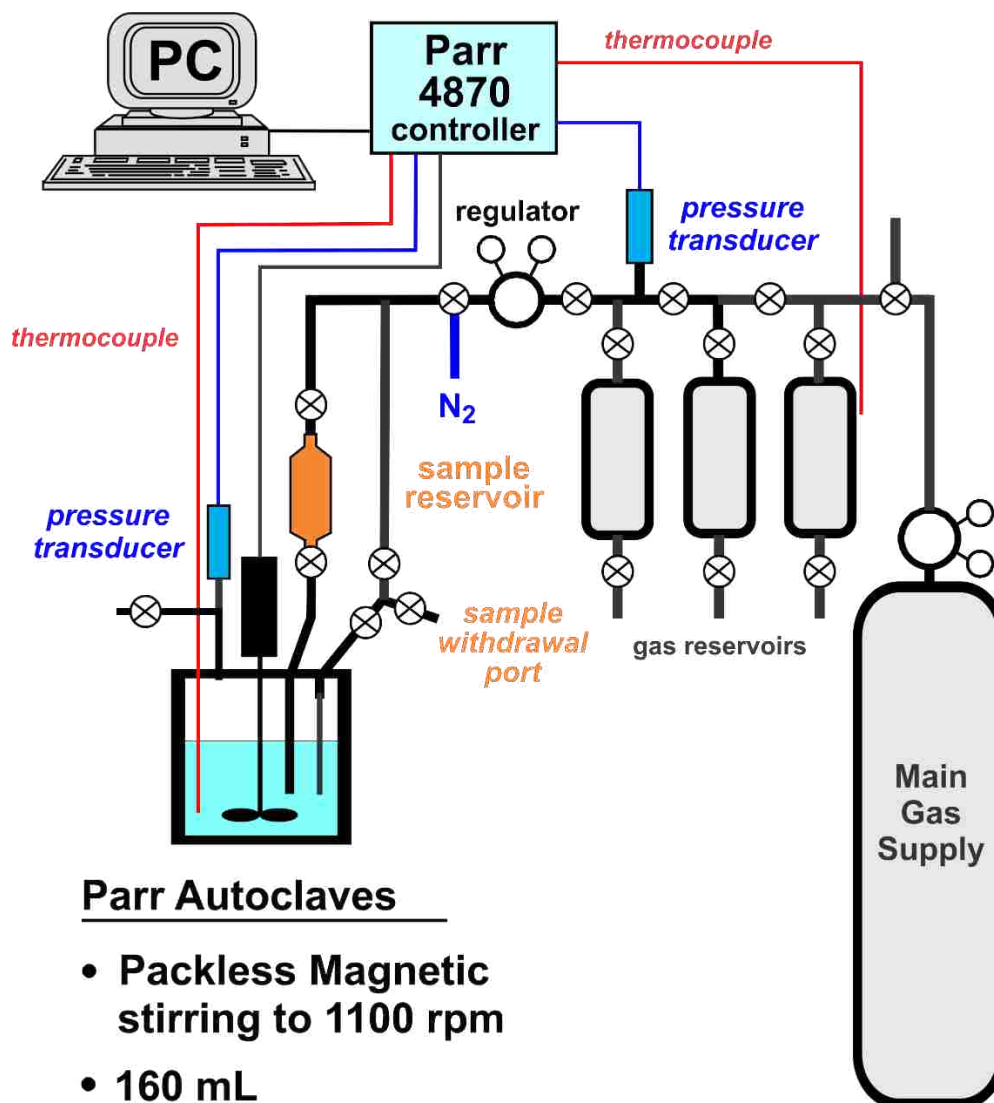 PC
Parr
4870
controller
thermocouple
regulator
pressure
transducer
thermocouple
N2
sample
reservoir
pressure
transducer
sample
withdrawal
port
gas reservoirs
Main
Gas
Supply
Parr Autoclaves
• Packless Magnetic
stirring to 1100 rpm
• 160 mL